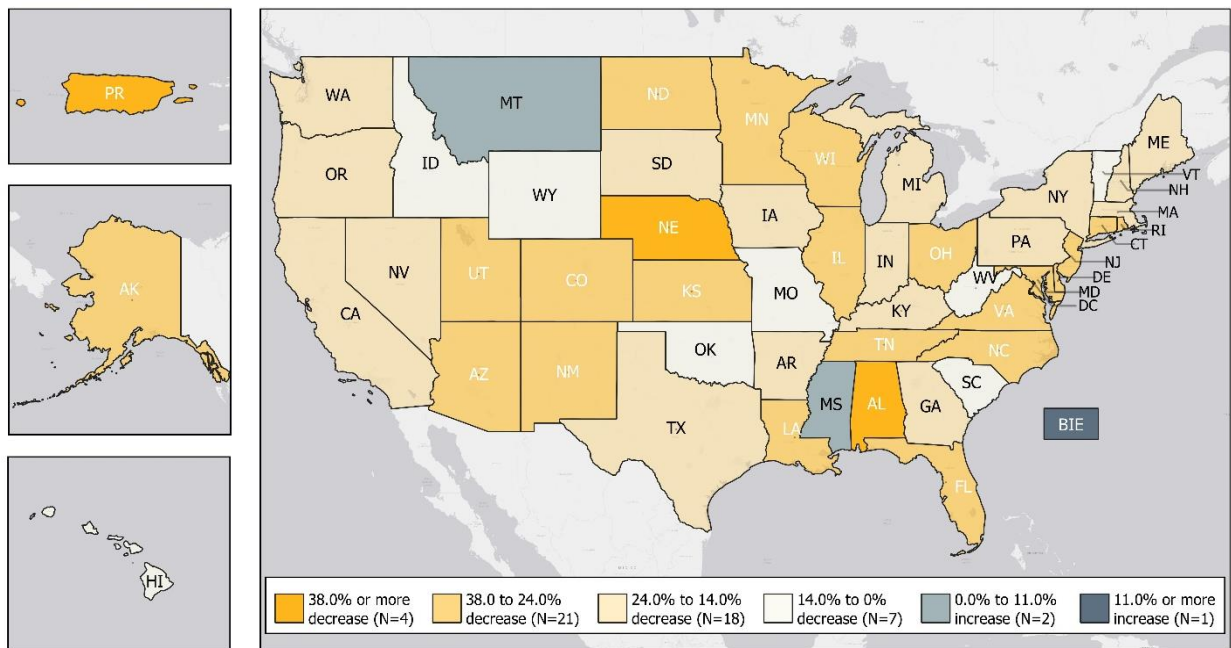 PR
AK
HI
WA
MT
ND
MN
ID
OR
SD
WI
ME
VT
NH
WY
MI
NY
MA
RI
CT
IA
NE
PA
NJ
NV
UT
CO
IL
IN
OH
DE
MD
DC
CA
KS
MO
WV
VA
KY
TN
NC
AZ
NM
OK
AR
SC
MS
AL
GA
BIE
TX
LA
FL
38.0% or more
decrease (N=4)
38.0 to 24.0%
decrease (N=21)
24.0% to 14.0%
decrease (N=18)
14.0% to 0%
decrease (N=7)
0.0% to 11.0%
increase (N=2)
11.0% or more
increase (N=1)